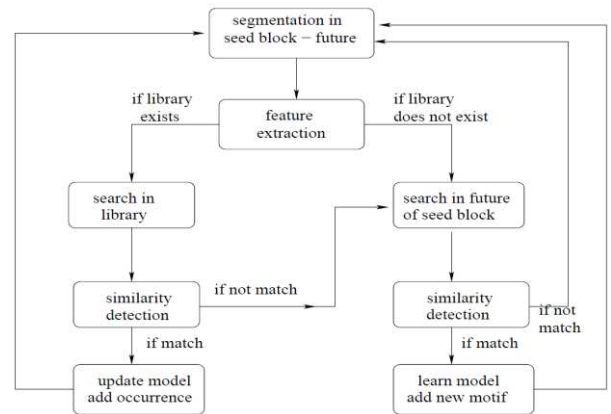 segmentation in
seed block − future
if library
exists
feature
extraction
if library
does not exist
search in
library
search in future
of seed block
similarity
detection
if not match
similarity
detection
if not
match
if match
if match
update model
add occurrence
learn model
add new motif